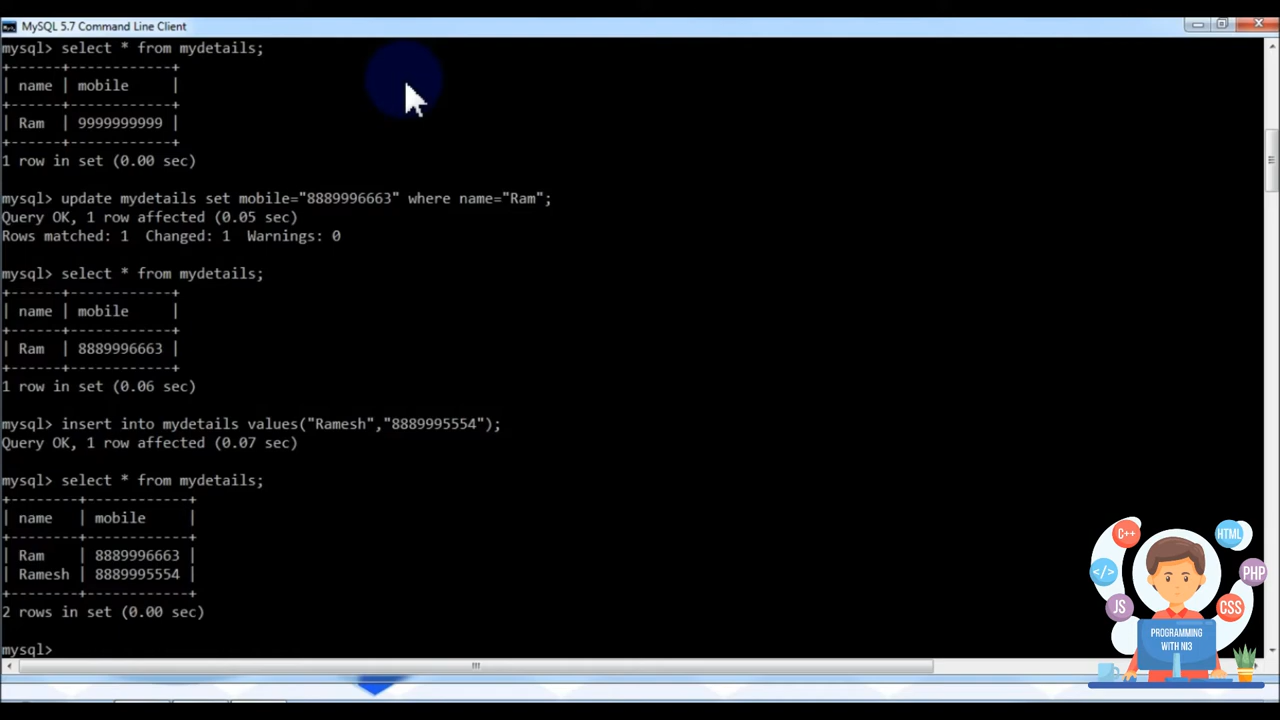 MySQL 5.7 Command Line Client
mysql> select * from mydetails;
+------+------------+
| name | mobile     |
+------+------------+
| Ram  | 9999999999 |
+------+------------+
1 row in set (0.00 sec)
mysql> update mydetails set mobile="8889996663" where name="Ram";
Query OK, 1 row affected (0.05 sec)
Rows matched: 1  Changed: 1  Warnings: 0
mysql> select * from mydetails;
+------+------------+
| name | mobile     |
+------+------------+
| Ram  | 8889996663 |
+------+------------+
1 row in set (0.06 sec)
mysql> insert into mydetails values("Ramesh","8889995554");
Query OK, 1 row affected (0.07 sec)
mysql> select * from mydetails;
+--------+------------+
| name   | mobile     |
+--------+------------+
| Ram    | 8889996663 |
| Ramesh | 8889995554 |
+--------+------------+
2 rows in set (0.00 sec)
mysql>
C++
HTML
</>
PHP
JS
CSS
PROGRAMMING
WITH NI3